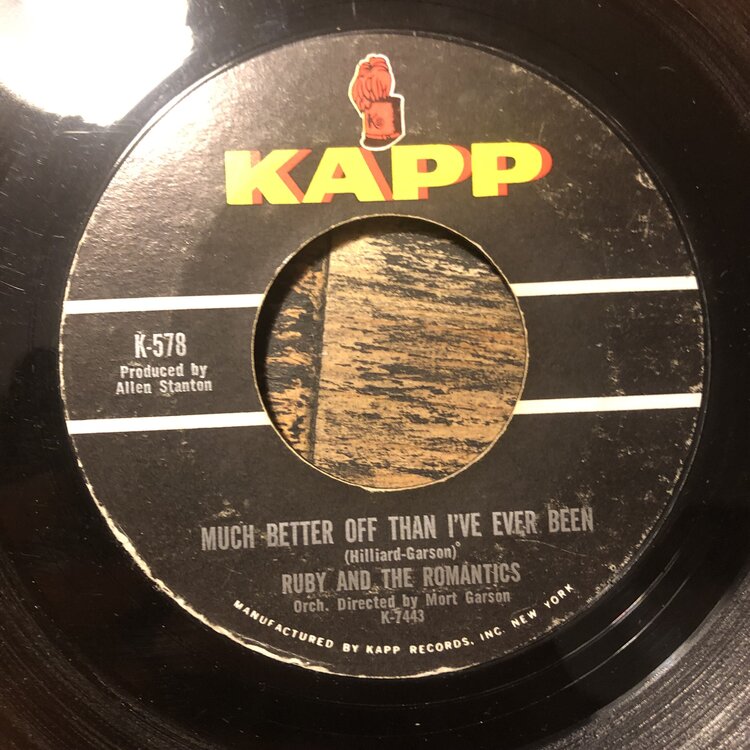 K
KAPP
K-578
Produced by
Allen Stanton
MUCH BETTER OFF THAN I'VE EVER BEEN
(Hilliard-Garson)
RUBY AND THE ROMANTICS
Orch. Directed by Mort Garson
K-7443
MANUFACTURED BY KAPP RECORDS, INC. NEW YORK